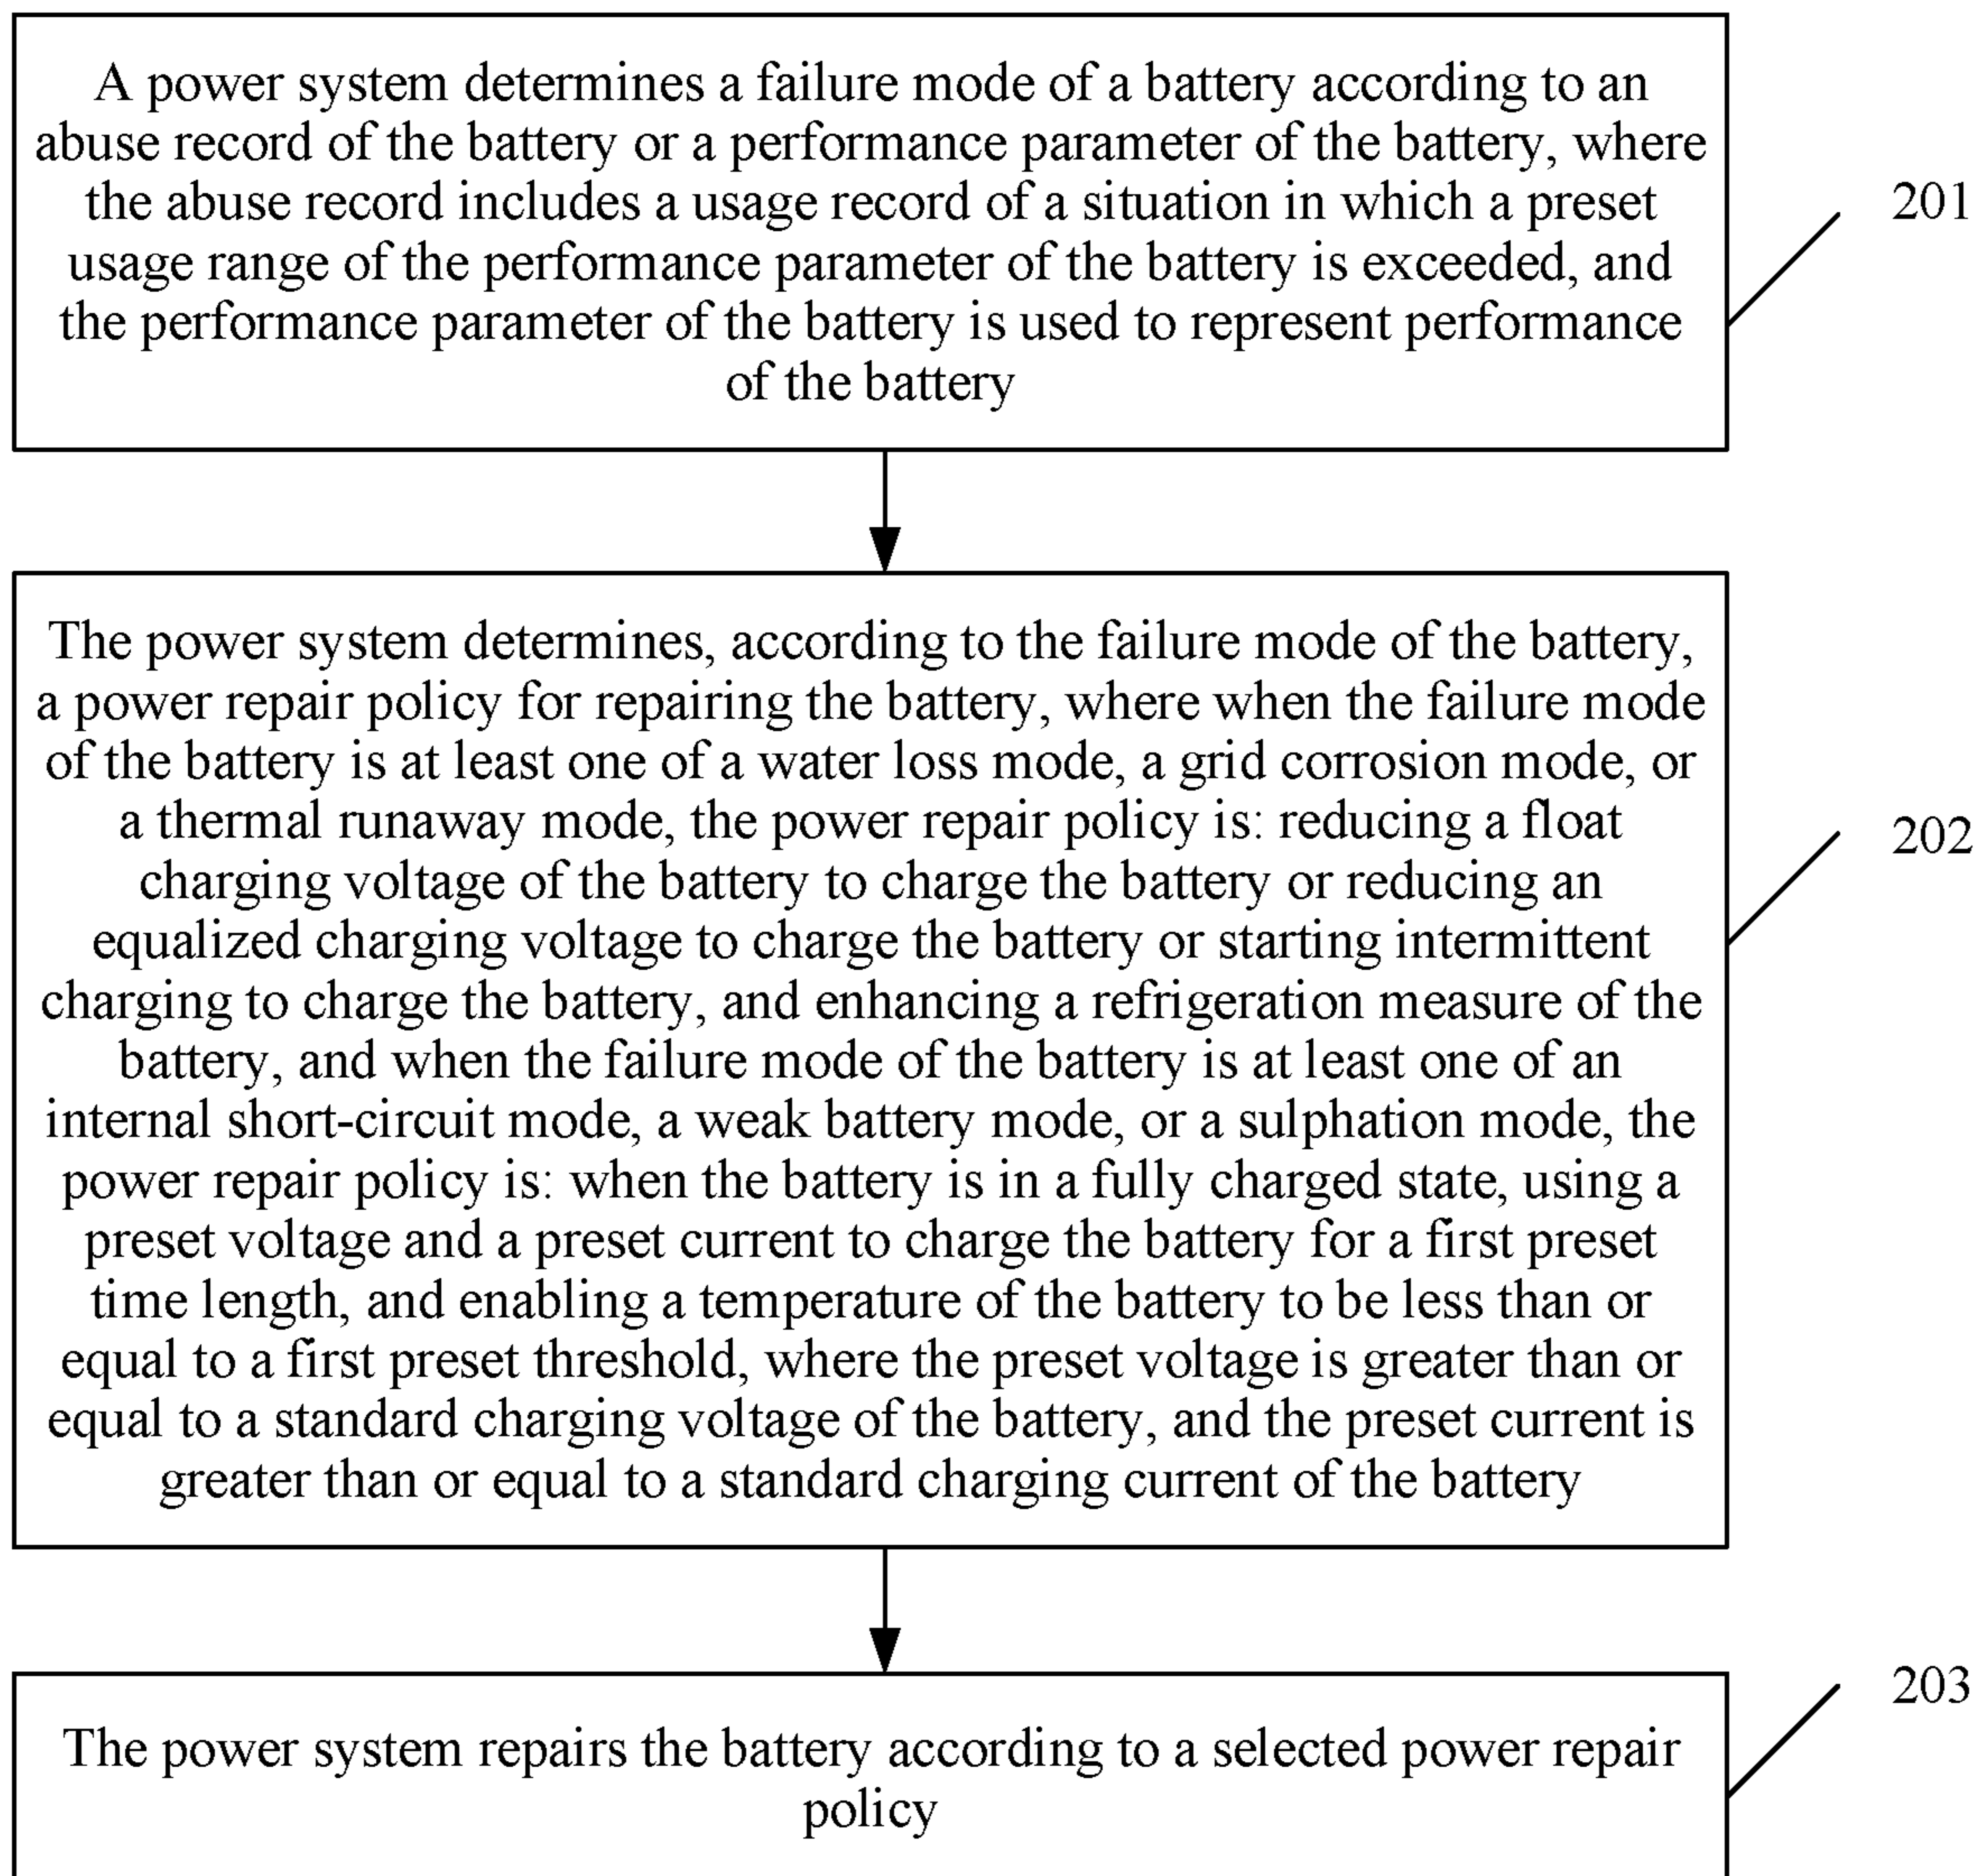 A power system determines a failure mode of a battery according to an
abuse record of the battery or a performance parameter of the battery, where
the abuse record includes a usage record of a situation in which a preset
usage range of the performance parameter of the battery is exceeded, and
the performance parameter of the battery is used to represent performance
of the battery
201
The power system determines, according to the failure mode of the battery,
a power repair policy for repairing the battery, where when the failure mode
of the battery is at least one of a water loss mode, a grid corrosion mode, or
a thermal runaway mode, the power repair policy is: reducing a float
charging voltage of the battery to charge the battery or reducing an
equalized charging voltage to charge the battery or starting intermittent
charging to charge the battery, and enhancing a refrigeration measure of the
battery, and when the failure mode of the battery is at least one of an
internal short-circuit mode, a weak battery mode, or a sulphation mode, the
power repair policy is: when the battery is in a fully charged state, using a
preset voltage and a preset current to charge the battery for a first preset
time length, and enabling a temperature of the battery to be less than or
equal to a first preset threshold, where the preset voltage is greater than or
equal to a standard charging voltage of the battery, and the preset current is
greater than or equal to a standard charging current of the battery
202
The power system repairs the battery according to a selected power repair
policy
203